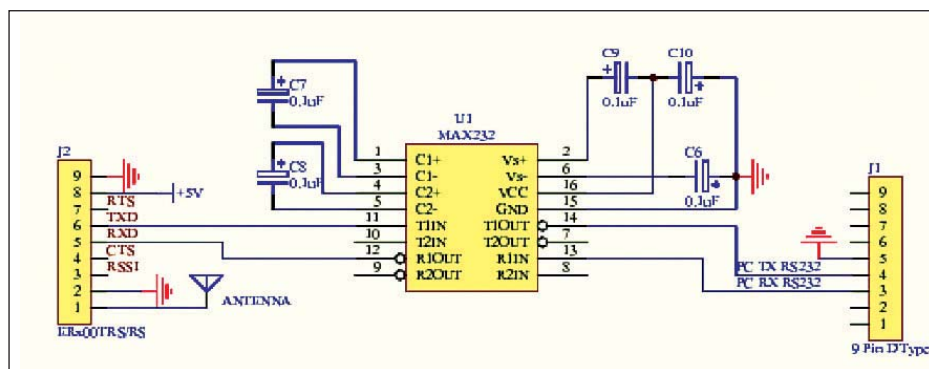 C9 C10
0.1uF 0.1uF
C7
0.1uF
U1
MAX232
C8
0.1uF
C6
0.1uF
1 C1+ Vs+ 2
3 C1- Vs- 6
4 C2+ VCC 16
5 C2- GND 15
11 T1IN T1OUT 14
10 T2IN T2OUT 7
12 R1OUT R1IN 13
9 R2OUT R2IN 8
J2
9
8 +5V
7 RTS
6 TXD
5 RXD
4 CTS
3 RSSI
2
1
ANTENNA
ERx00TRS/RS
J1
9
8
7
6
5
4 PC TX RS232
3 PC RX RS232
2
1
9 Pin DType